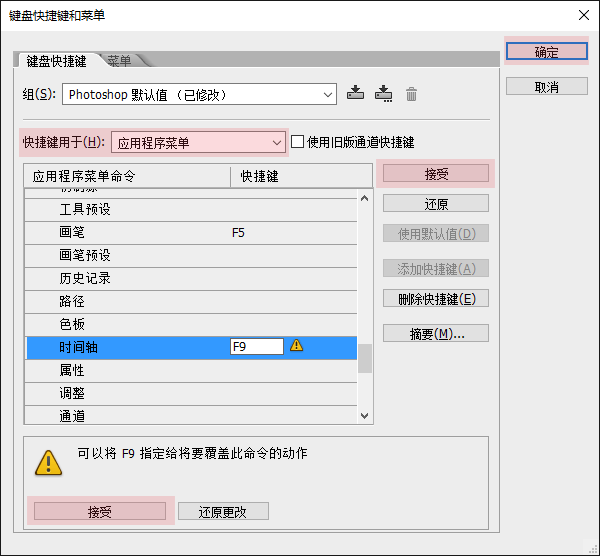 键盘快捷键和菜单
键盘快捷键 菜单
确定
取消
组(S): Photoshop 默认值 (已修改)
快捷键用于(H): 应用程序菜单 使用旧版通道快捷键
应用程序菜单命令 快捷键
接受
工具预设
还原
画笔 F5
使用默认值(D)
画笔预设
历史记录
添加快捷键(A)
路径
删除快捷键(E)
色板
摘要(M)...
时间轴 F9
属性
调整
通道
可以将 F9 指定给将要覆盖此命令的动作
接受 还原更改